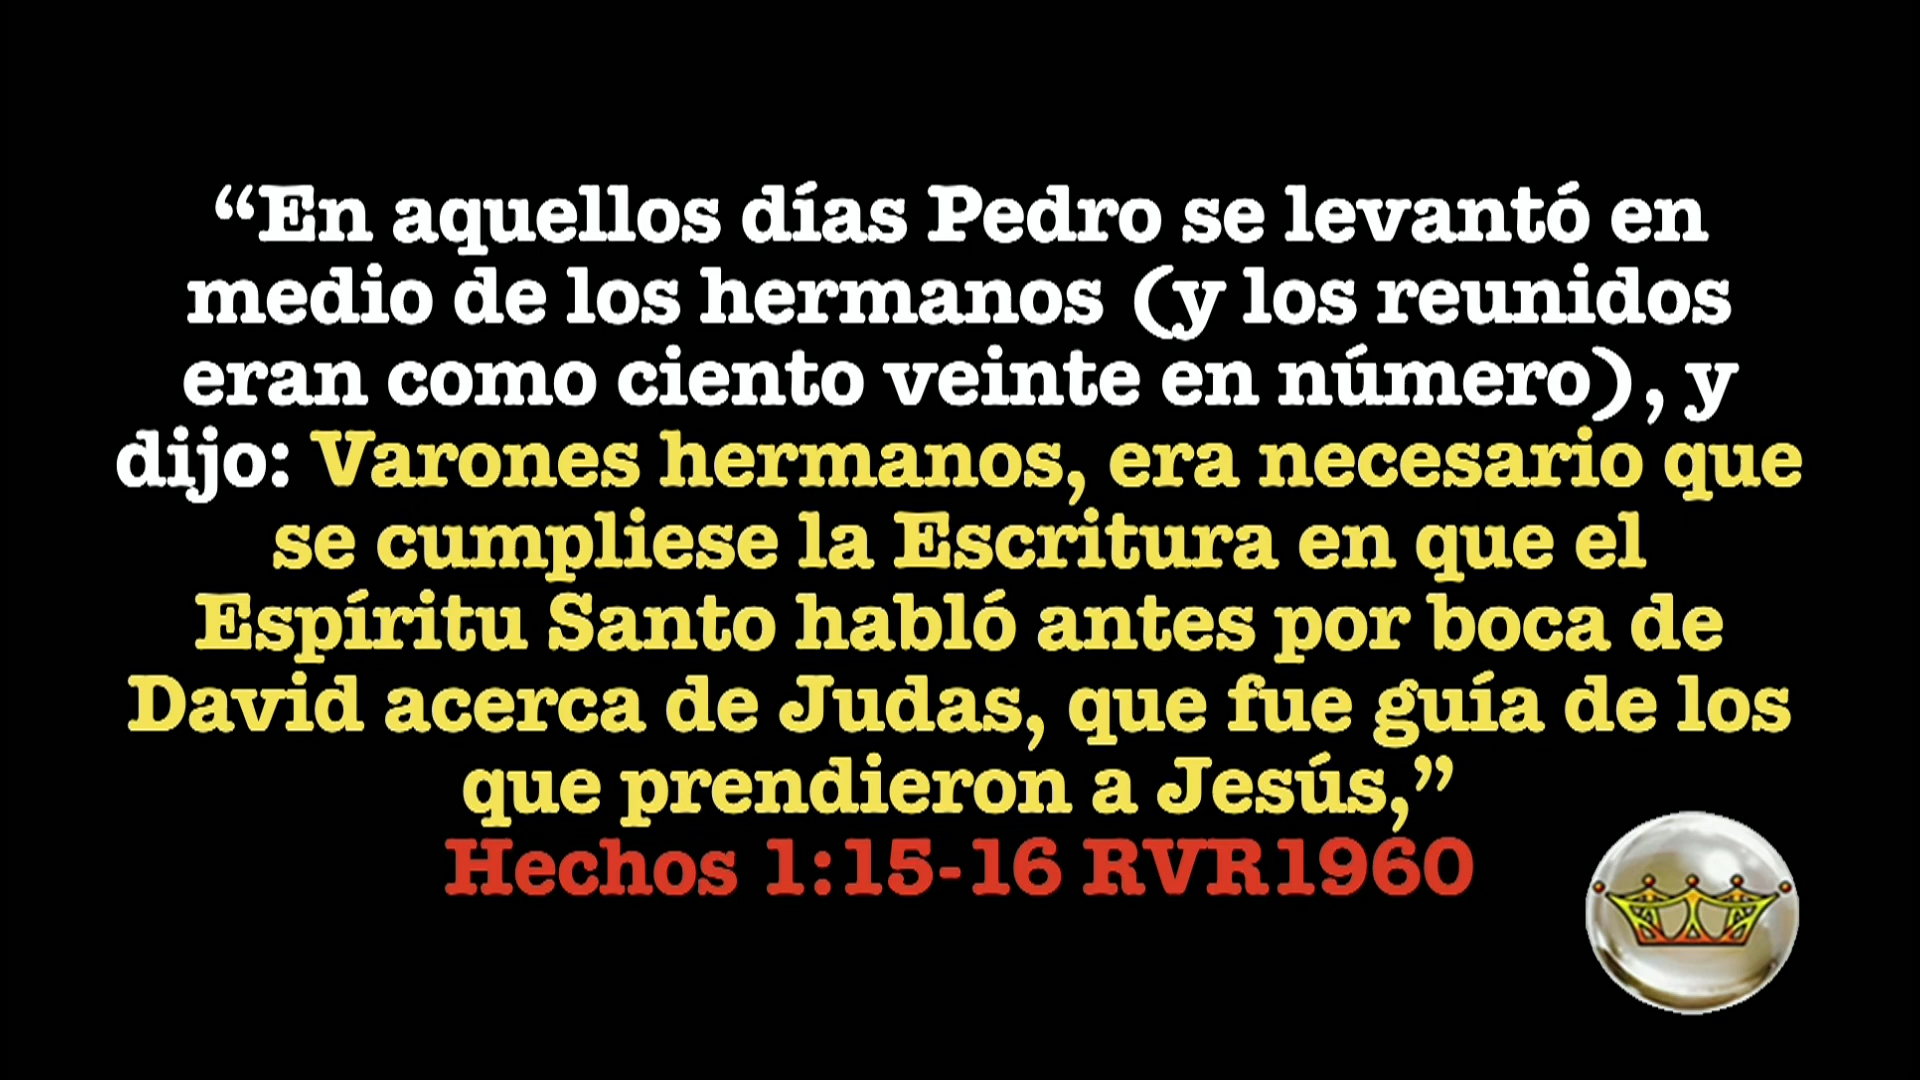 “En aquellos días Pedro se levantó en
medio de los hermanos (y los reunidos
eran como ciento veinte en número), y
dijo: Varones hermanos, era necesario que
se cumpliese la Escritura en que el
Espíritu Santo habló antes por boca de
David acerca de Judas, que fue guía de los
que prendieron a Jesús,”
Hechos 1:15-16 RVR1960